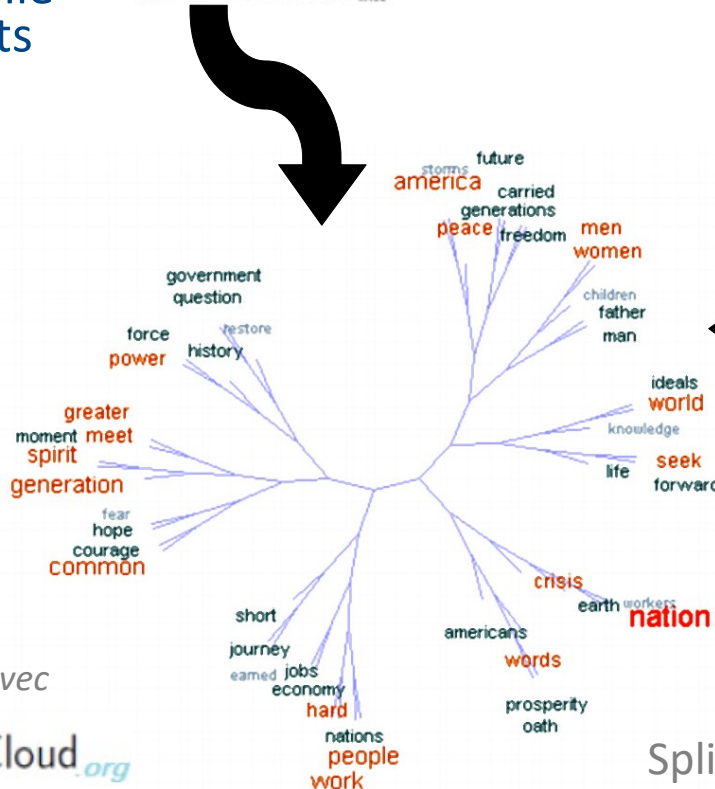 ts
future
storms
america
carried
generations
peace
freedom
men
women
children
father
man
government
question
restore
force
history
power
ideals
world
knowledge
greater
moment
meet
spirit
generation
seek
life
forward
fear
hope
courage
common
crisis
earth
workers
nation
short
americans
journey
words
earned
jobs
economy
hard
prosperity
oath
nations
people
work
vec
Cloud.org
Spli